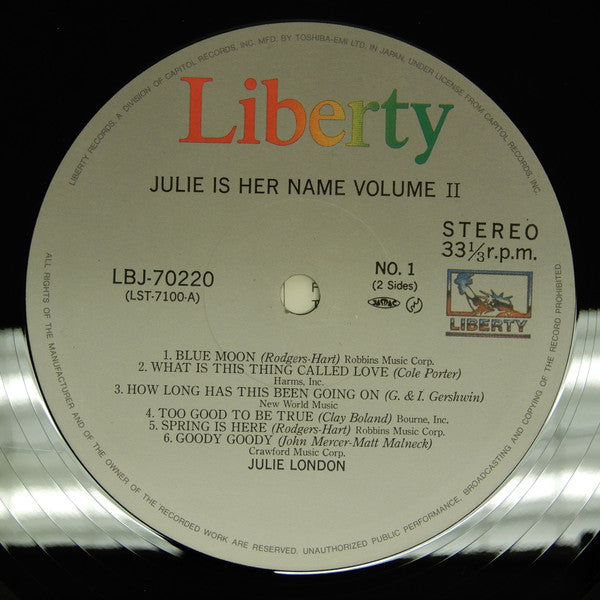 LIBERTY RECORDS, A DIVISION OF CAPITOL RECORDS, INC. MFD. BY TOSHIBA-EMI LTD. IN JAPAN, UNDER LICENSE FROM CAPITOL RECORDS, INC.
Liberty
JULIE IS HER NAME VOLUME II
STEREO
33 1/3 r.p.m.
LBJ-70220
(LST-7100-A)
NO. 1
(2 Sides)
LIBERTY
1. BLUE MOON (Rodgers-Hart) Robbins Music Corp.
2. WHAT IS THIS THING CALLED LOVE (Cole Porter)
Harms, Inc.
3. HOW LONG HAS THIS BEEN GOING ON (G. & I. Gershwin)
New World Music
4. TOO GOOD TO BE TRUE (Clay Boland) Bourne, Inc.
5. SPRING IS HERE (Rodgers-Hart) Robbins Music Corp.
6. GOODY GOODY (John Mercer-Matt Malneck)
Crawford Music Corp.
JULIE LONDON
ALL RIGHTS OF THE MANUFACTURER AND OF THE OWNER OF THE RECORDED WORK ARE RESERVED. UNAUTHORIZED PUBLIC PERFORMANCE, BROADCASTING AND COPYING OF THE RECORD PROHIBITED.